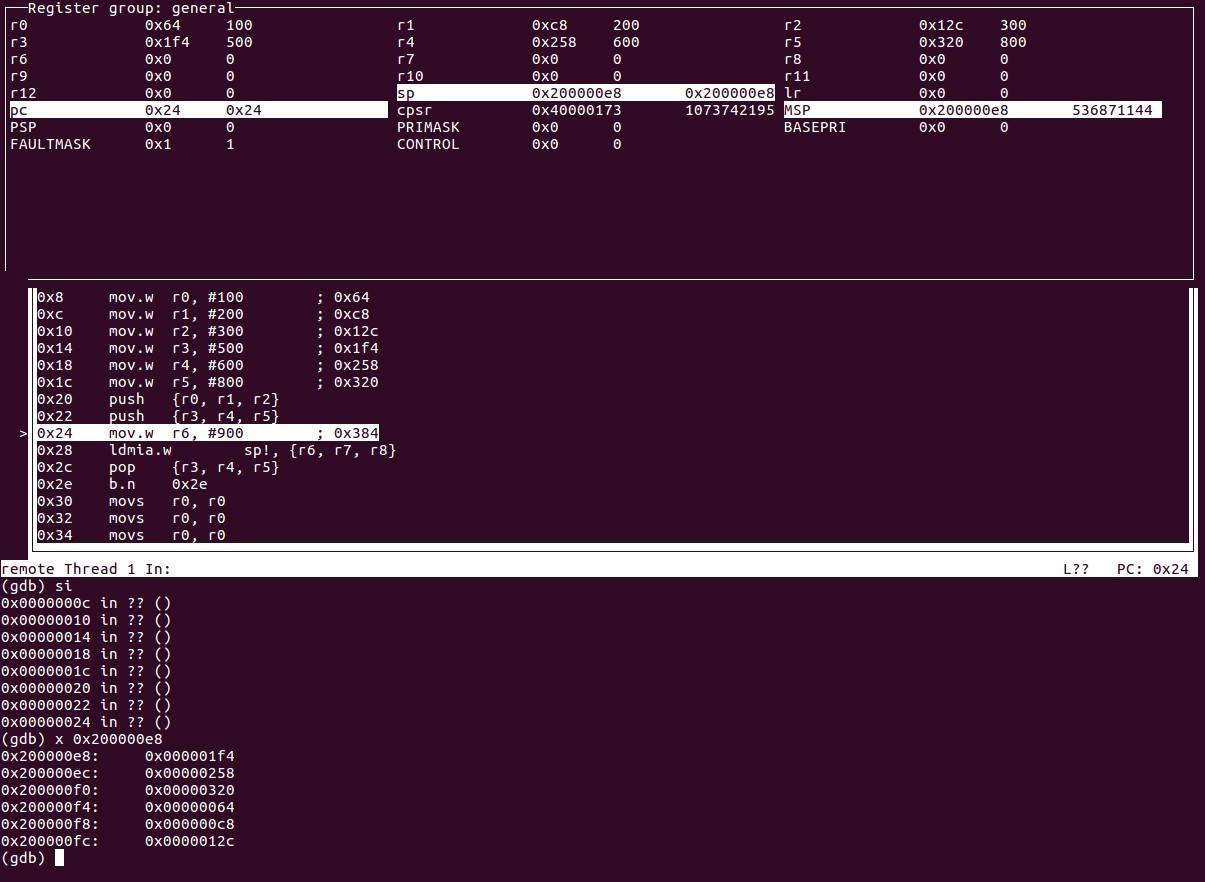 Register group: general
r0 0x64 100 r1 0xc8 200 r2 0x12c 300
r3 0x1f4 500 r4 0x258 600 r5 0x320 800
r6 0x0 0 r7 0x0 0 r8 0x0 0
r9 0x0 0 r10 0x0 0 r11 0x0 0
r12 0x0 0 sp 0x200000e8 0x200000e8 lr 0x0 0
pc 0x24 0x24 cpsr 0x40000173 1073742195 MSP 0x200000e8 536871144
PSP 0x0 0 PRIMASK 0x0 0 BASEPRI 0x0 0
FAULTMASK 0x1 1 CONTROL 0x0 0
0x8 mov.w r0, #100 ; 0x64
0xc mov.w r1, #200 ; 0xc8
0x10 mov.w r2, #300 ; 0x12c
0x14 mov.w r3, #500 ; 0x1f4
0x18 mov.w r4, #600 ; 0x258
0x1c mov.w r5, #800 ; 0x320
0x20 push {r0, r1, r2}
0x22 push {r3, r4, r5}
>0x24 mov.w r6, #900 ; 0x384
0x28 ldmia.w sp!, {r6, r7, r8}
0x2c pop {r3, r4, r5}
0x2e b.n 0x2e
0x30 movs r0, r0
0x32 movs r0, r0
0x34 movs r0, r0
remote Thread 1 In: L?? PC: 0x24
(gdb) si
0x0000000c in ?? ()
0x00000010 in ?? ()
0x00000014 in ?? ()
0x00000018 in ?? ()
0x0000001c in ?? ()
0x00000020 in ?? ()
0x00000022 in ?? ()
0x00000024 in ?? ()
(gdb) x 0x200000e8
0x200000e8: 0x000001f4
0x200000ec: 0x00000258
0x200000f0: 0x00000320
0x200000f4: 0x00000064
0x200000f8: 0x000000c8
0x200000fc: 0x0000012c
(gdb)